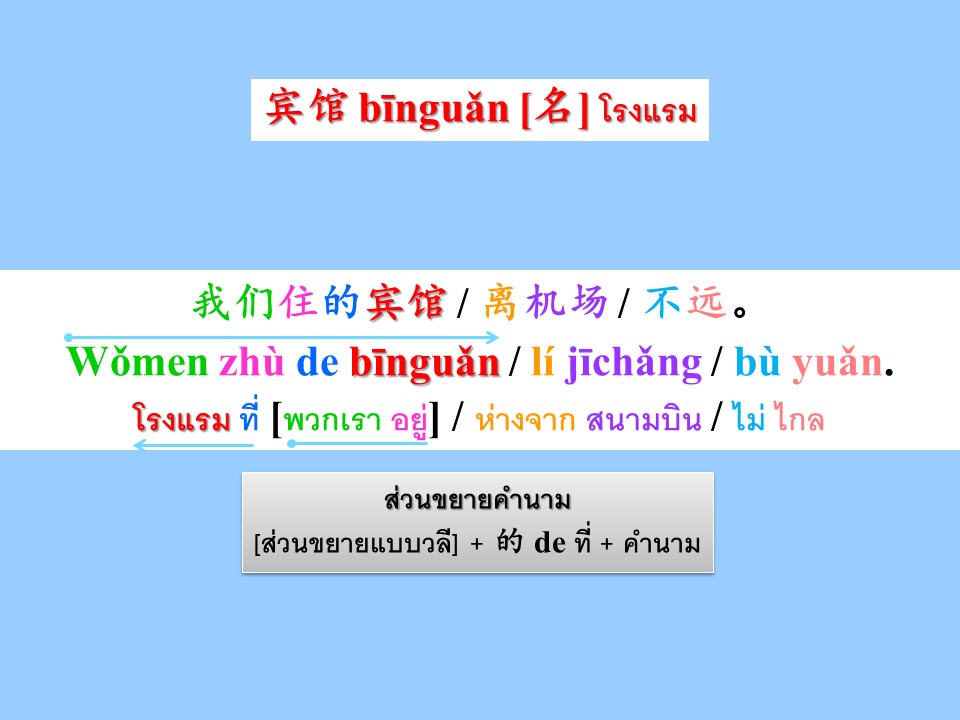 宾馆 bīnguǎn [名] โรงแรม
我们住的宾馆 / 离机场 / 不远。
Wǒmen zhù de bīnguǎn / lí jīchǎng / bù yuǎn.
โรงแรม ที่ [พวกเรา อยู่] / ห่างจาก สนามบิน / ไม่ ไกล
ส่วนขยายคำนาม
[ส่วนขยายแบบวลี] + 的 de ที่ + คำนาม